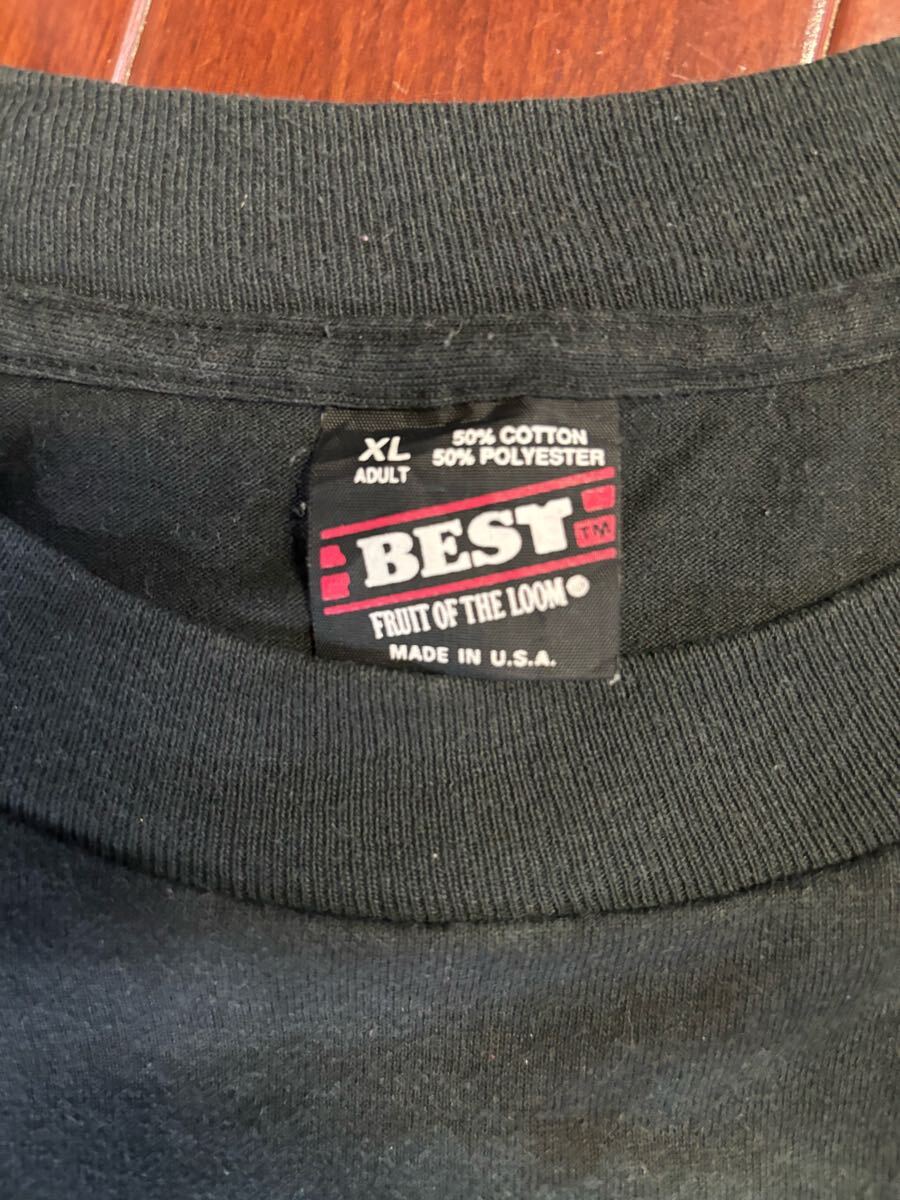 XL
ADULT
50% COTTON
50% POLYESTER
BEST TM
FRUIT OF THE LOOM
MADE IN U.S.A.